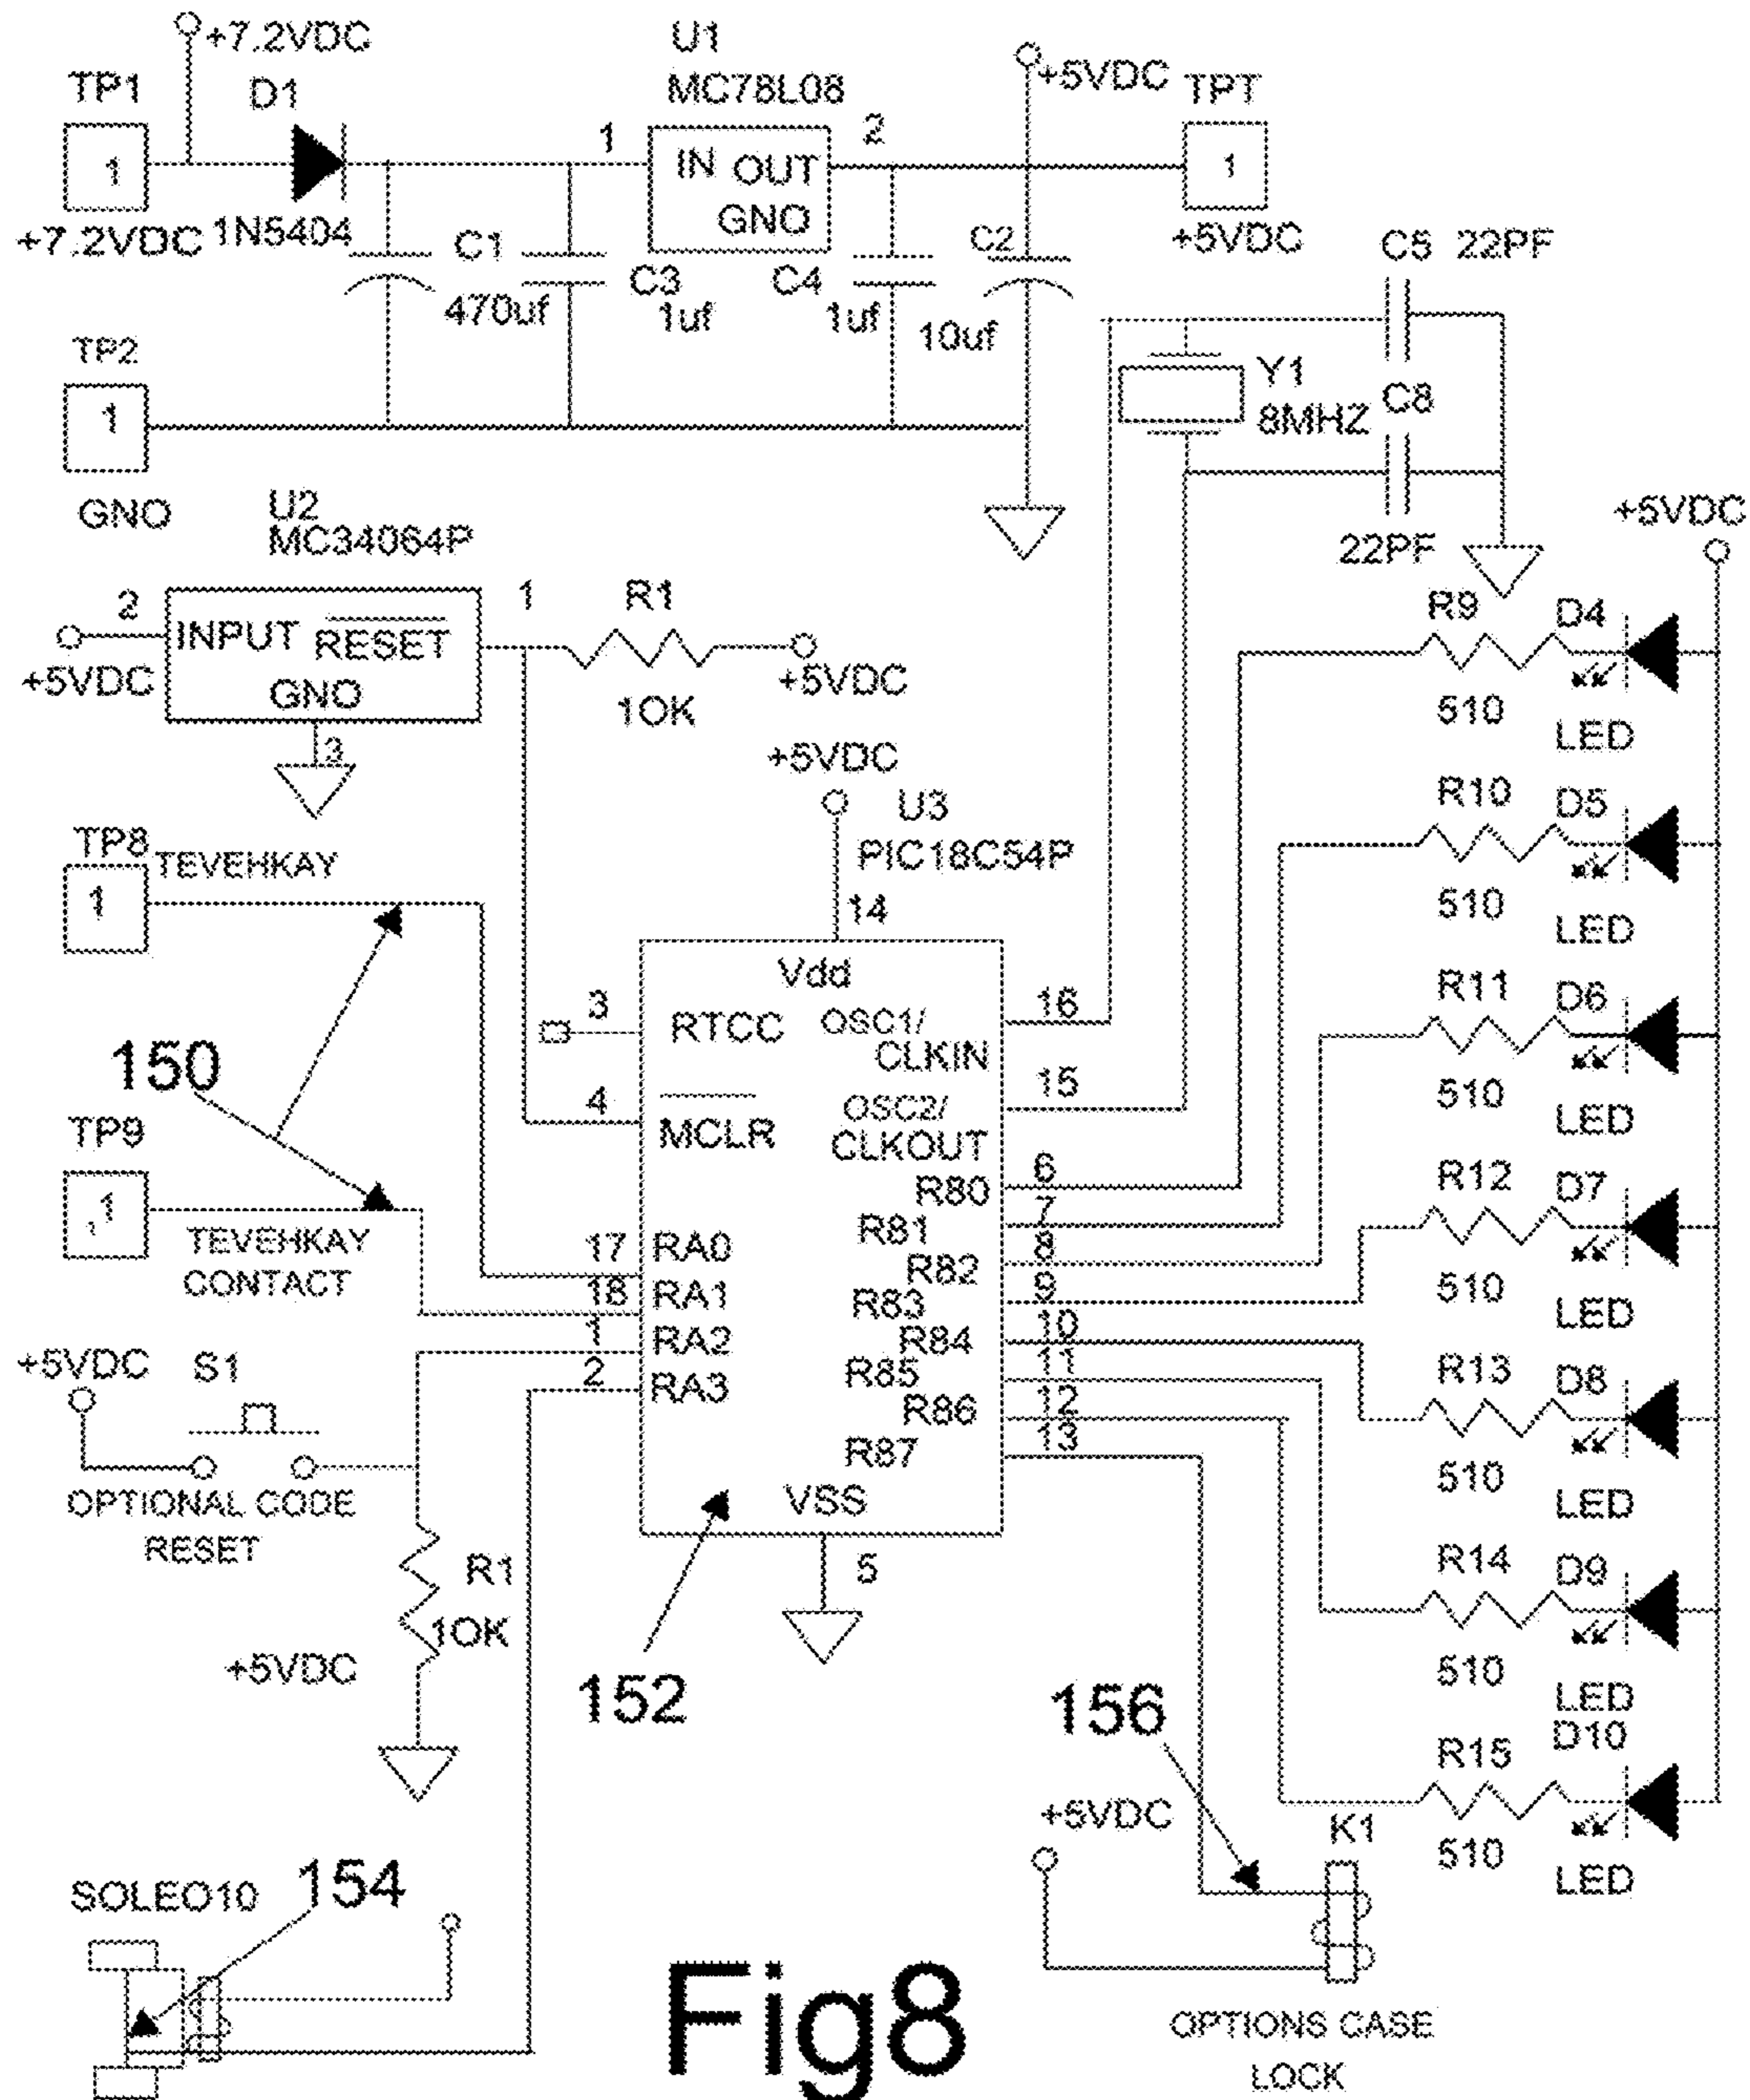 +7.2VDC
TP1
D1
U1
MC78L08
+5VDC
TPT
1
1
IN OUT
GNO
2
1
+7.2VDC
1N5404
C1
470uf
C3
1uf
C4
1uf
C2
10uf
+5VDC
C5 22PF
TP2
1
GNO
Y1
8MHZ
C8
22PF
+5VDC
U2
MC34064P
2
INPUT RESET
GNO
1
R1
10K
+5VDC
+5VDC
3
R9
D4
510
LED
TP8
TEVEHKAY
1
+5VDC
U3
PIC18C54P
14
R10
D5
510
LED
150
3
RTCC
4
MCLR
Vdd
OSC1/
CLKIN
16
OSC2/
CLKOUT
15
R11
D6
510
LED
TP9
1
TEVEHKAY
CONTACT
17
RA0
18
RA1
1
RA2
2
RA3
R80
6
R81
7
R82
8
R83
9
R84
10
R85
11
R86
12
R87
13
VSS
5
R12
D7
510
LED
+5VDC
S1
OPTIONAL CODE
RESET
R13
D8
510
LED
R1
10K
+5VDC
152
R14
D9
510
LED
156
+5VDC
K1
R15
D10
510
LED
SOLEO10
154
OPTIONS CASE
LOCK
Fig8